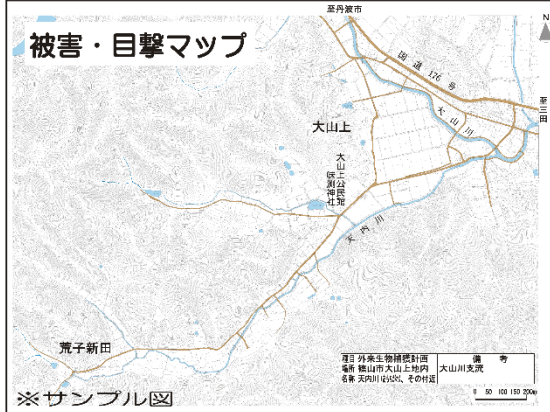 至丹波市
N
被害・目撃マップ
国道176号
至三田
大山川
大山上
大山上公民館
味淵神社
天内川
荒子新田
項目 外来生物捕獲計画
備考
場所 篠山市大山上地内
大山川支流
名称 天内川
その付近
0 50 100 150 200m
※サンプル図